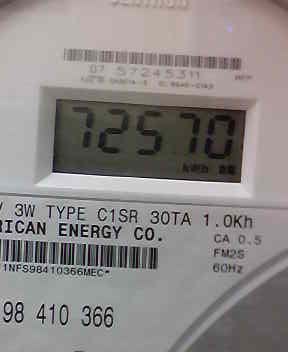 07 57245311
72570
kWh
V 3W TYPE C1SR 30TA 1.0Kh
RICAN ENERGY CO.
CA 0.5
FM2S
60Hz
1NFS98410366MEC*
98 410 366